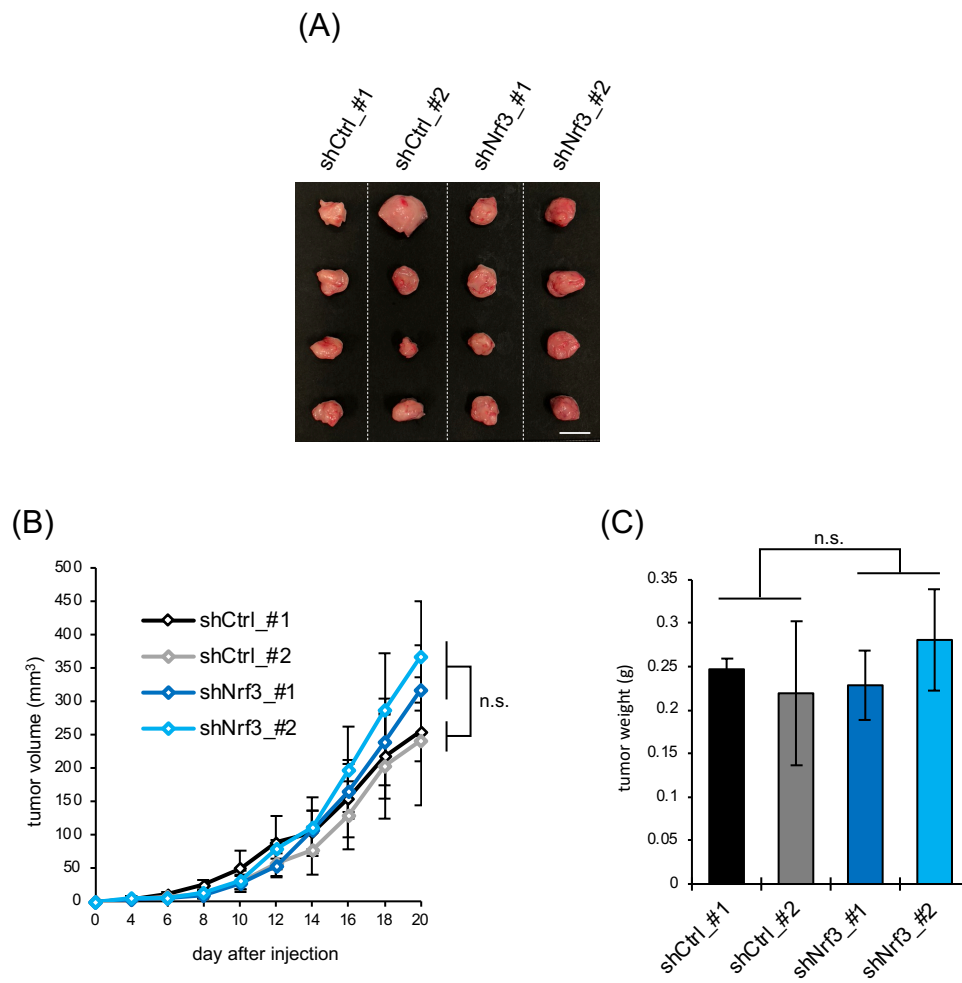 (A)
shCtrl_#1
shCtrl_#2
shNrf3_#1
shNrf3_#2
(B)
tumor volume (mm³)
500
450
400
350
300
250
200
150
100
50
0
0 4 6 8 10 12 14 16 18 20
day after injection
shCtrl_#1
shCtrl_#2
shNrf3_#1
shNrf3_#2
n.s.
(C)
n.s.
tumor weight (g)
0.35
0.3
0.25
0.2
0.15
0.1
0.05
0
shCtrl_#1
shCtrl_#2
shNrf3_#1
shNrf3_#2